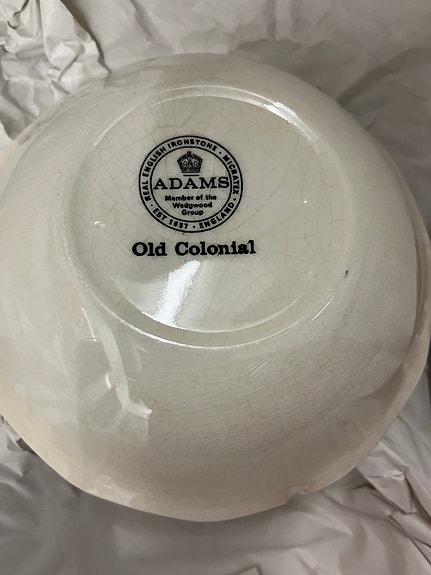 REAL ENGLISH IRONSTONE · MICRATEX
ADAMS
Member of the
Wedgwood
Group
· EST 1657 · ENGLAND ·
Old Colonial